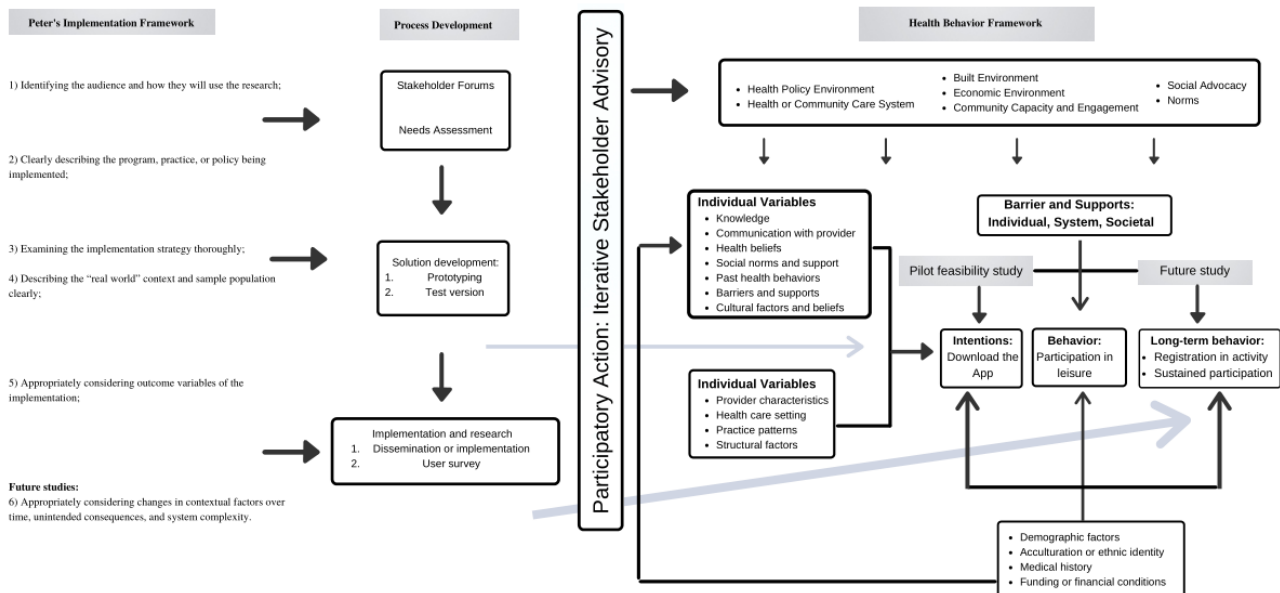 Peter's Implementation Framework
1) Identifying the audience and how they will use the research;
2) Clearly describing the program, practice, or policy being
implemented;
3) Examining the implementation strategy thoroughly;
4) Describing the “real world” context and sample population
clearly;
5) Appropriately considering outcome variables of the
implementation;
Future studies:
6) Appropriately considering changes in contextual factors over
time, unintended consequences, and system complexity.
Process Development
Stakeholder Forums
Needs Assessment
Solution development:
1. Prototyping
2. Test version
Implementation and research
1. Dissemination or implementation
2. User survey
Participatory Action: Iterative Stakeholder Advisory
Health Behavior Framework
• Health Policy Environment
• Health or Community Care System
• Built Environment
• Economic Environment
• Community Capacity and Engagement
• Social Advocacy
• Norms
Individual Variables
• Knowledge
• Communication with provider
• Health beliefs
• Social norms and support
• Past health behaviors
• Barriers and supports
• Cultural factors and beliefs
Individual Variables
• Provider characteristics
• Health care setting
• Practice patterns
• Structural factors
Barrier and Supports:
Individual, System, Societal
Pilot feasibility study
Future study
Intentions:
Download the
App
Behavior:
Participation in
leisure
Long-term behavior:
• Registration in activity
• Sustained participation
• Demographic factors
• Acculturation or ethnic identity
• Medical history
• Funding or financial conditions